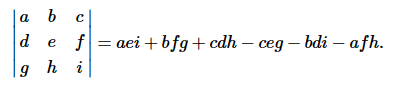 a b c
d e f = aei + bfg + cdh − ceg − bdi − afh.
g h i